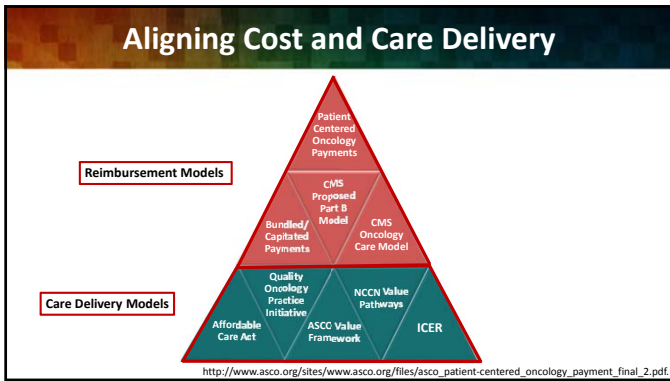 Aligning Cost and Care Delivery
Patient
Centered
Oncology
Payments
Reimbursement Models
CMS
Proposed
Part B
Model
Bundled/
Capitated
Payments
CMS
Oncology
Care Model
Care Delivery Models
Quality
Oncology
Practice
Initiative
NCCN Value
Pathways
Affordable
Care Act
ASCO Value
Framework
ICER
http://www.asco.org/sites/www.asco.org/files/asco_patient-centered_oncology_payment_final_2.pdf.